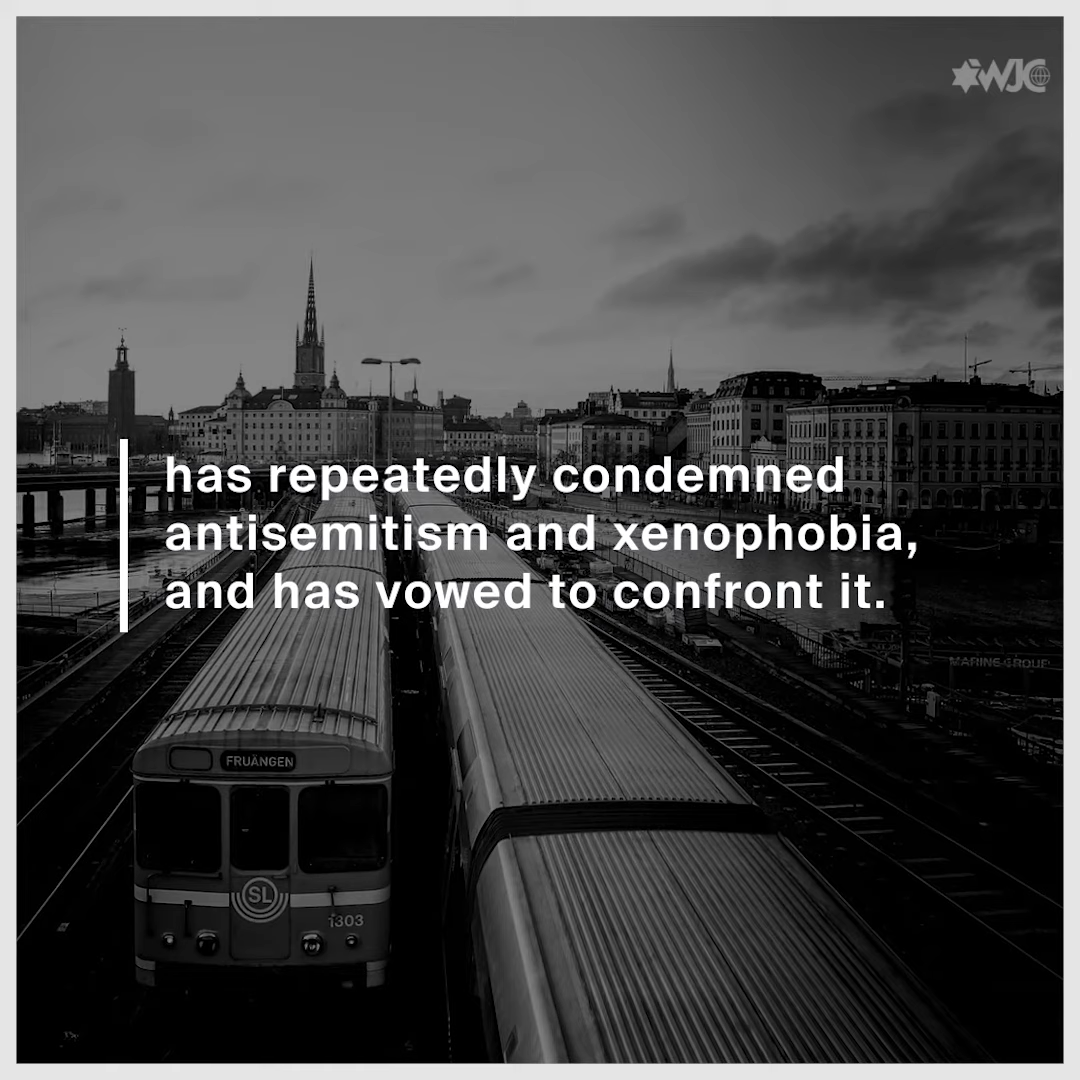 WJC
has repeatedly condemned
antisemitism and xenophobia,
and has vowed to confront it.
MARINE GROUP
FRUÄNGEN
SL
1303